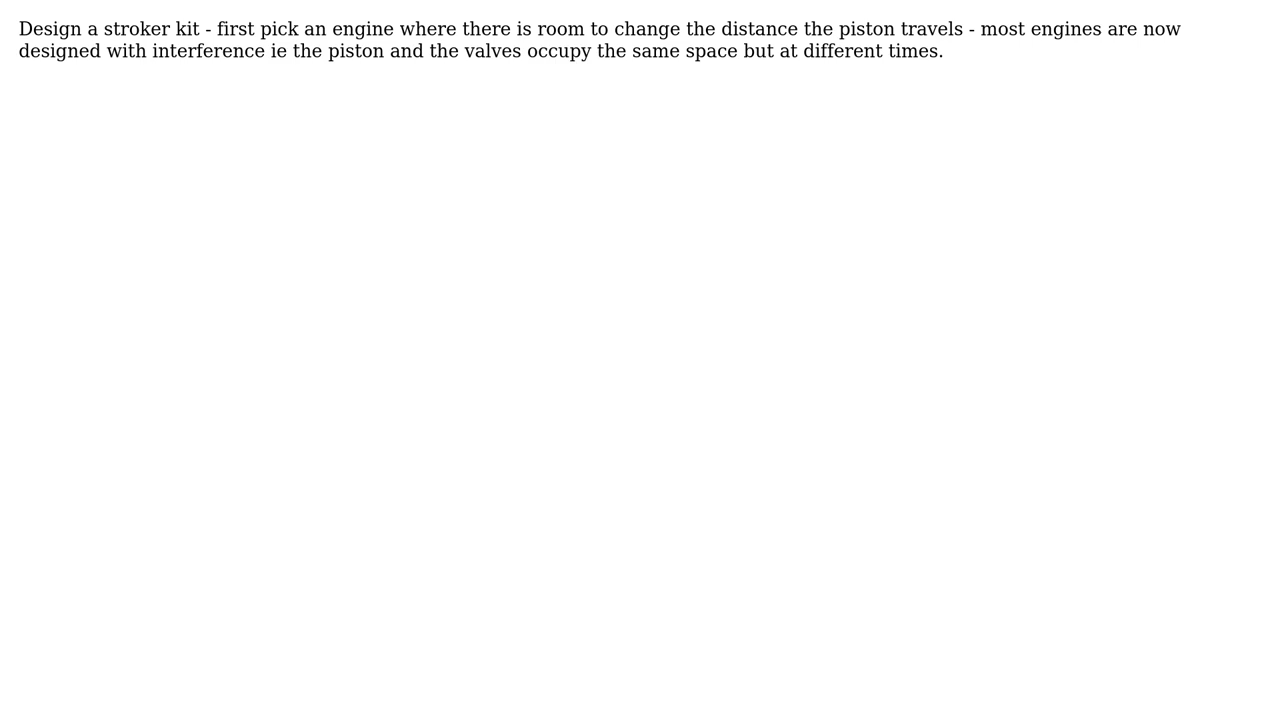 Design a stroker kit - first pick an engine where there is room to change the distance the piston travels - most engines are now
designed with interference ie the piston and the valves occupy the same space but at different times.